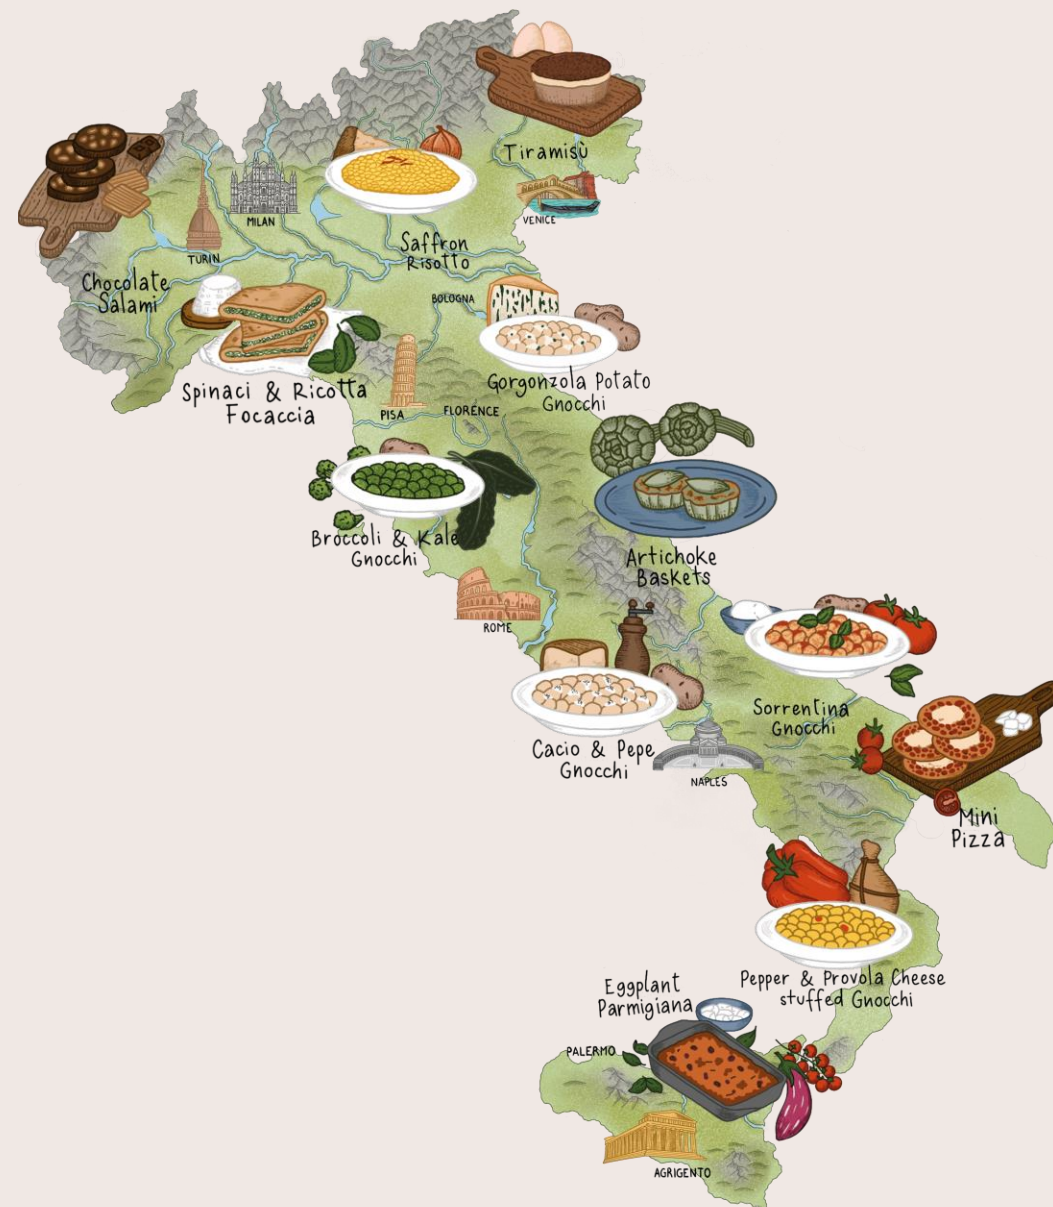 Tiramisù
VENICE
MILAN
TURIN
Saffron
Risotto
Chocolate
Salami
BOLOGNA
Spinaci & Ricotta
Focaccia
Gorgonzola Potato
Gnocchi
PISA
FLORENCE
Broccoli & Kale
Gnocchi
Artichoke
Baskets
ROME
Sorrentina
Gnocchi
Cacio & Pepe
Gnocchi
NAPLES
Mini
Pizza
Pepper & Provola Cheese
stuffed Gnocchi
Eggplant
Parmigiana
PALERMO
AGRIGENTO